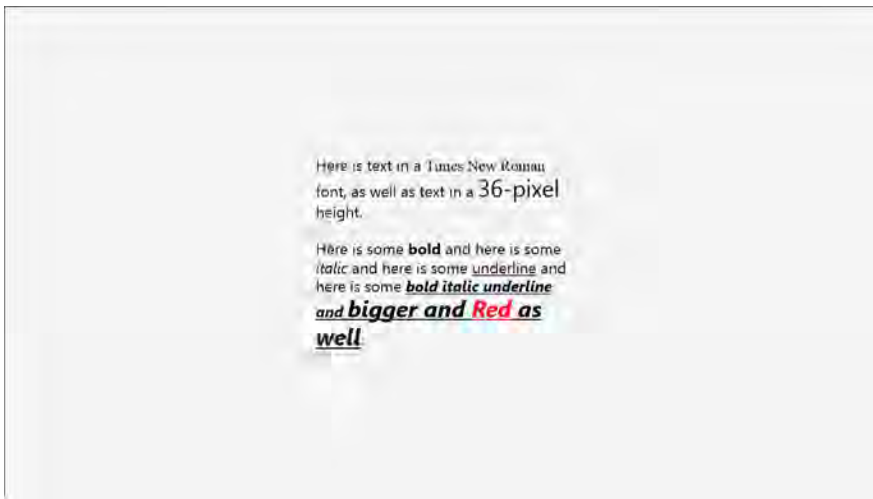 Here is text in a Times New Roman
font, as well as text in a 36-pixel
height.
Here is some bold and here is some
italic and here is some underline and
here is some bold italic underline
and bigger and Red as
well